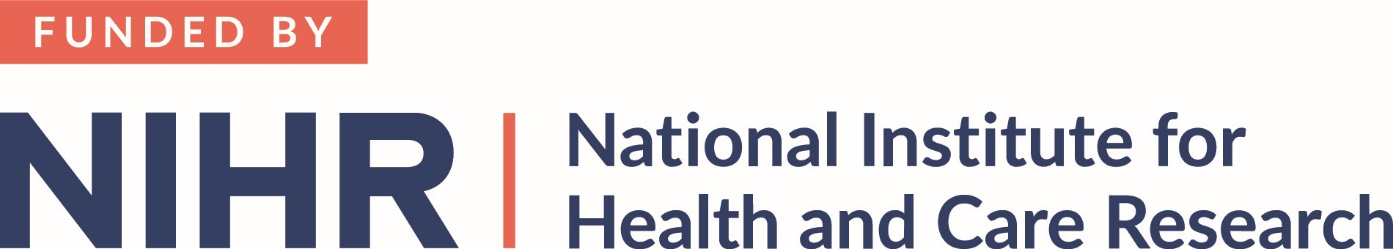 FUNDED BY
NIHR
National Institute for
Health and Care Research